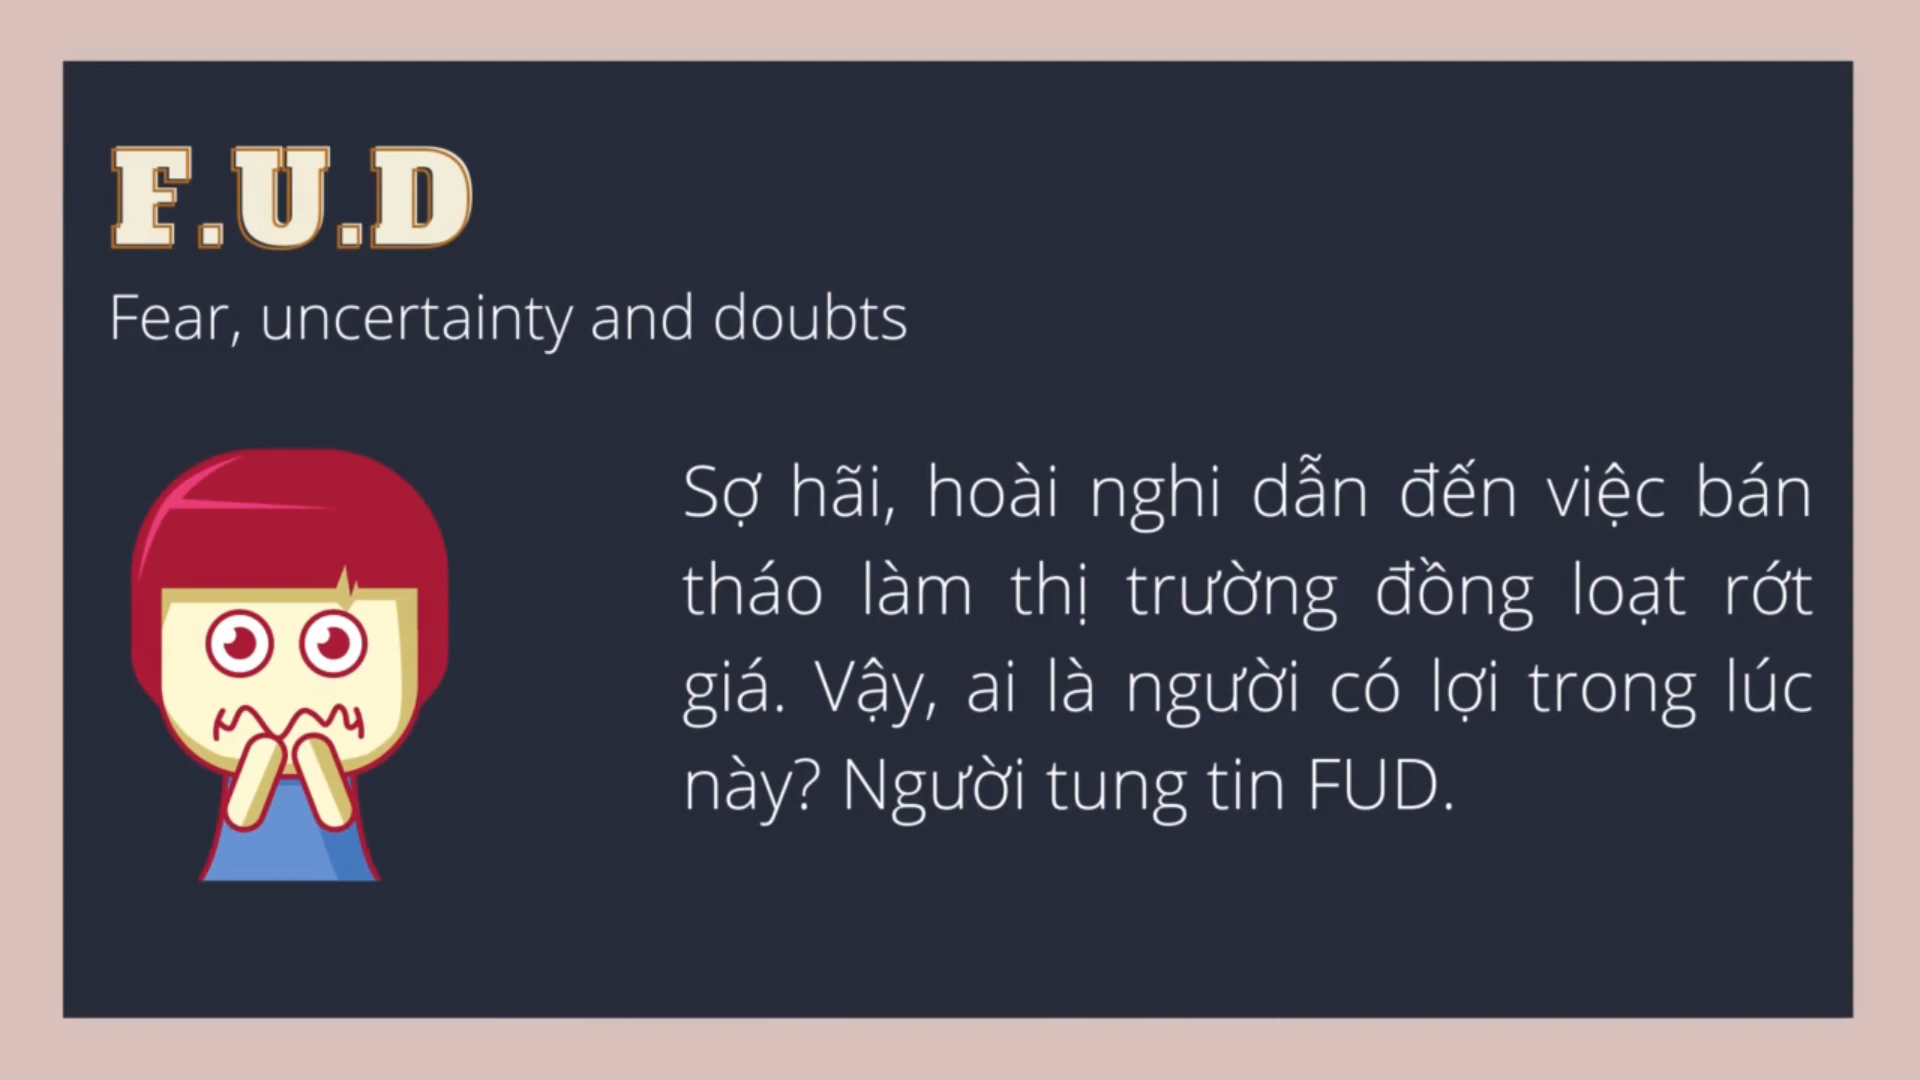 F.U.D
Fear, uncertainty and doubts
Sợ hãi, hoài nghi dẫn đến việc bán
tháo làm thị trường đồng loạt rớt
giá. Vậy, ai là người có lợi trong lúc
này? Người tung tin FUD.